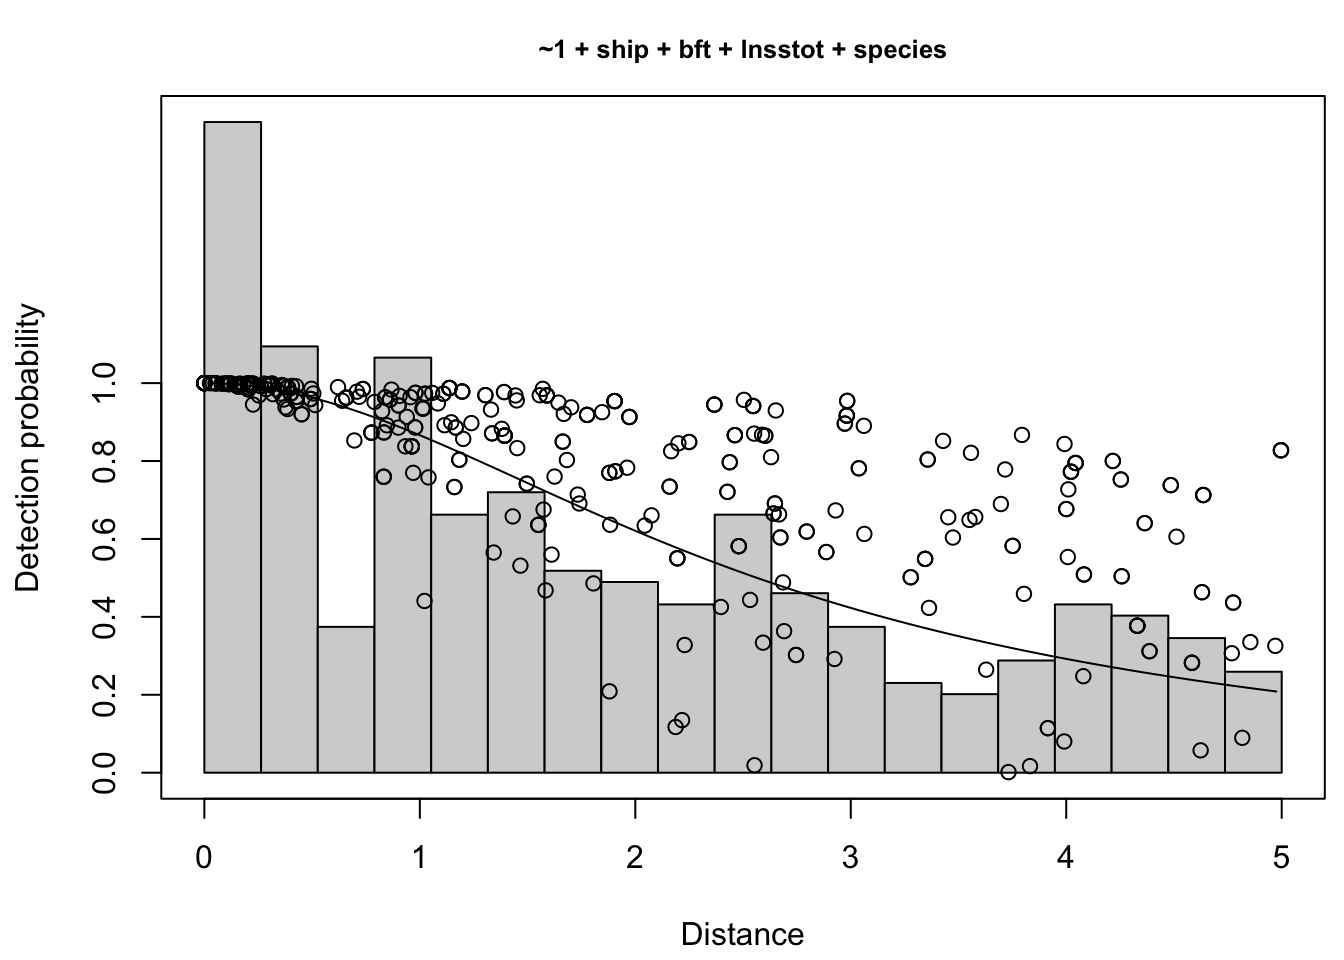 ~1 + ship + bft + lnsstot + species
Detection probability
1.0
0.8
0.6
0.4
0.2
0.0
0 1 2 3 4 5
Distance